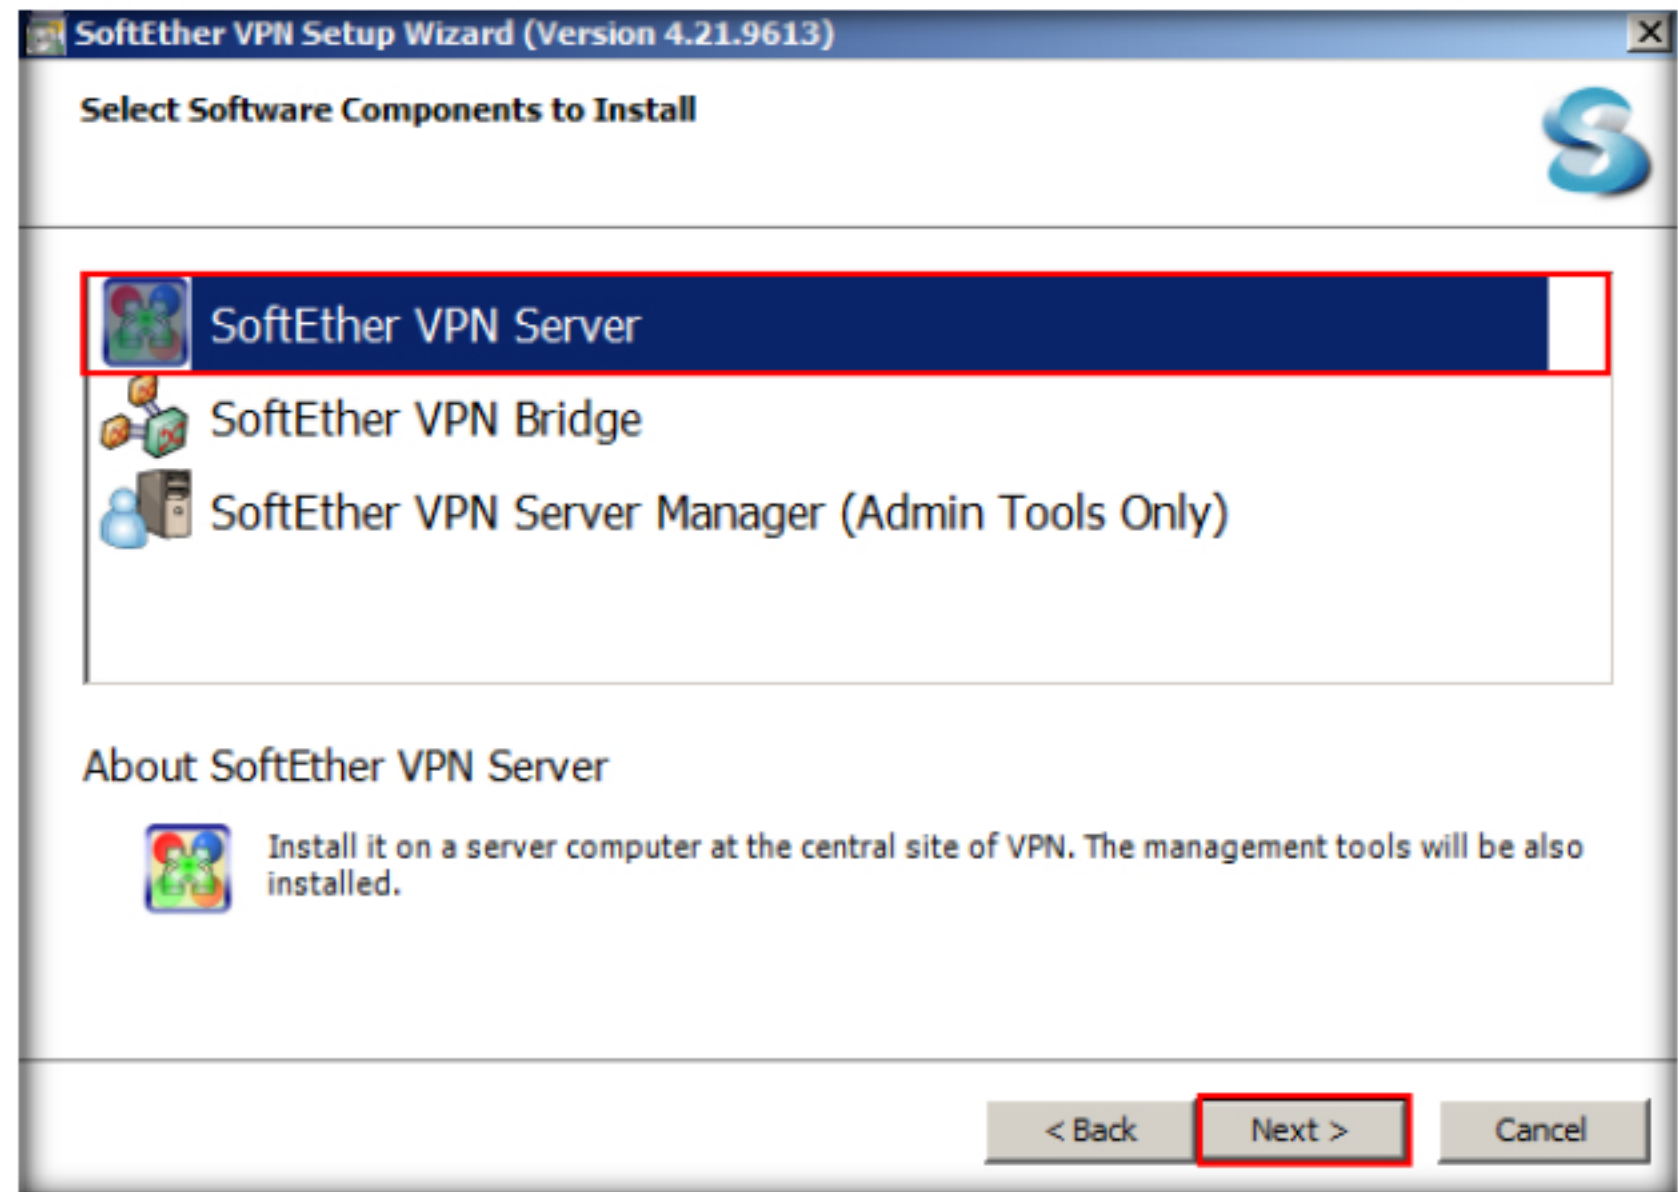 SoftEther VPN Setup Wizard (Version 4.21.9613)
Select Software Components to Install
SoftEther VPN Server
SoftEther VPN Bridge
SoftEther VPN Server Manager (Admin Tools Only)
About SoftEther VPN Server
Install it on a server computer at the central site of VPN. The management tools will be also
installed.
< Back Next > Cancel